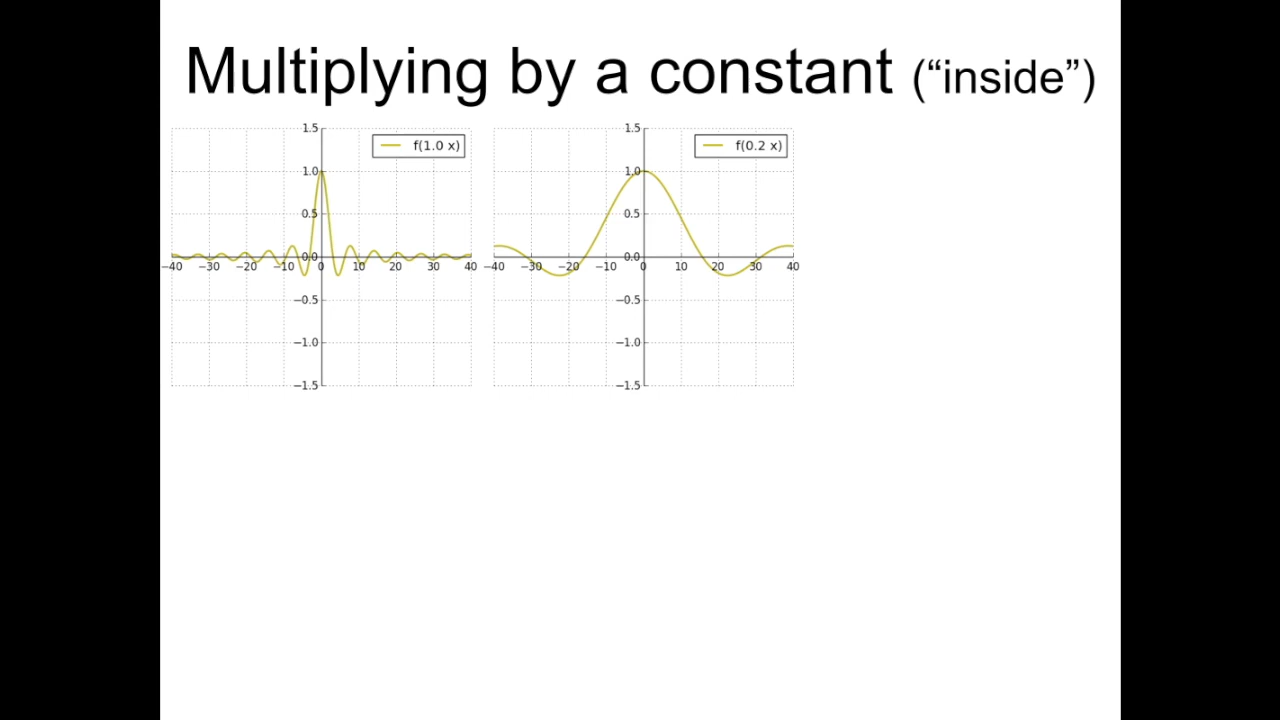 Multiplying by a constant (“inside”)
1.5
f(1.0 x)
1.0
0.5
0.0
−40 −30 −20 −10 0 10 20 30 40
−0.5
−1.0
−1.5
1.5
f(0.2 x)
1.0
0.5
0.0
−40 −30 −20 −10 0 10 20 30 40
−0.5
−1.0
−1.5